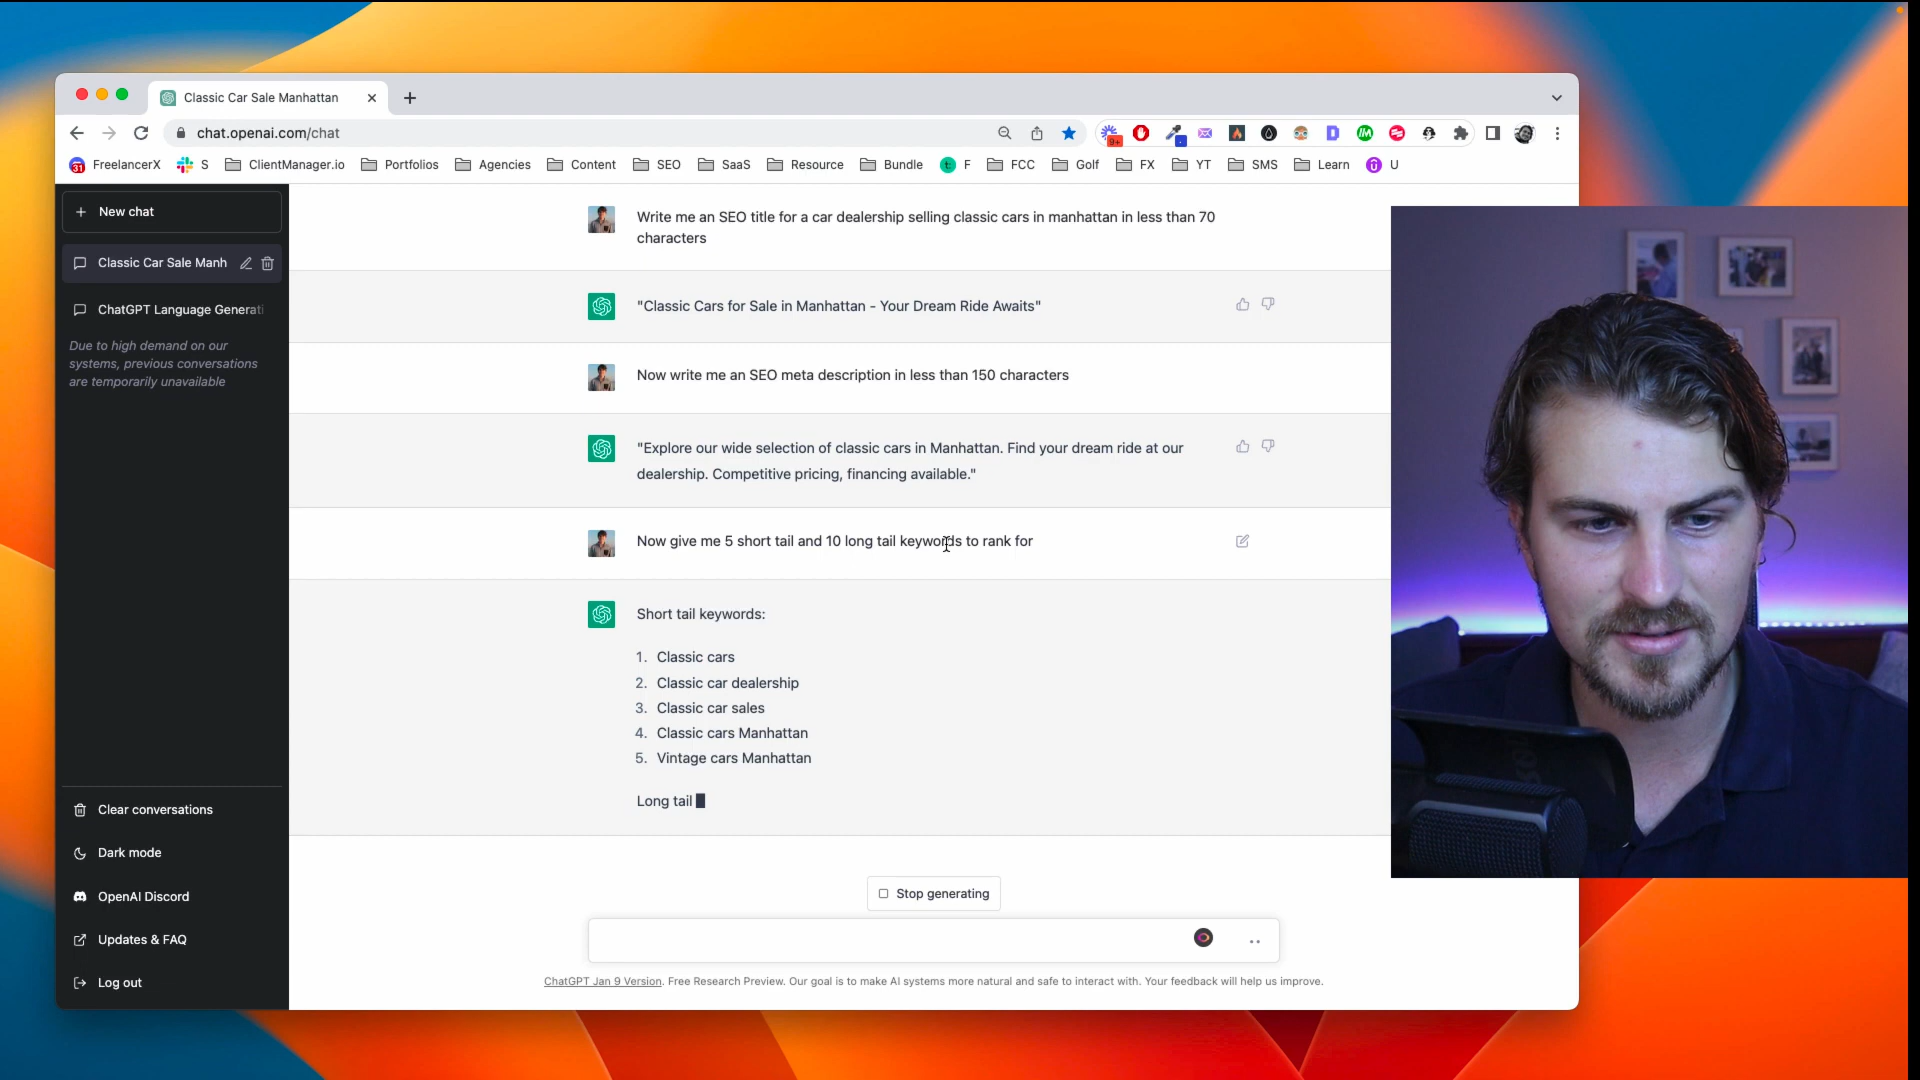 Classic Car Sale Manhattan
chat.openai.com/chat
9+
31 FreelancerX S ClientManager.io Portfolios Agencies Content SEO SaaS Resource Bundle F FCC Golf FX YT SMS Learn U
New chat
Classic Car Sale Manh
ChatGPT Language Generati
Due to high demand on our
systems, previous conversations
are temporarily unavailable
Clear conversations
Dark mode
OpenAI Discord
Updates & FAQ
Log out
Write me an SEO title for a car dealership selling classic cars in manhattan in less than 70
characters
"Classic Cars for Sale in Manhattan - Your Dream Ride Awaits"
Now write me an SEO meta description in less than 150 characters
"Explore our wide selection of classic cars in Manhattan. Find your dream ride at our
dealership. Competitive pricing, financing available."
Now give me 5 short tail and 10 long tail keywords to rank for
Short tail keywords:
1. Classic cars
2. Classic car dealership
3. Classic car sales
4. Classic cars Manhattan
5. Vintage cars Manhattan
Long tail
Stop generating
ChatGPT Jan 9 Version. Free Research Preview. Our goal is to make AI systems more natural and safe to interact with. Your feedback will help us improve.